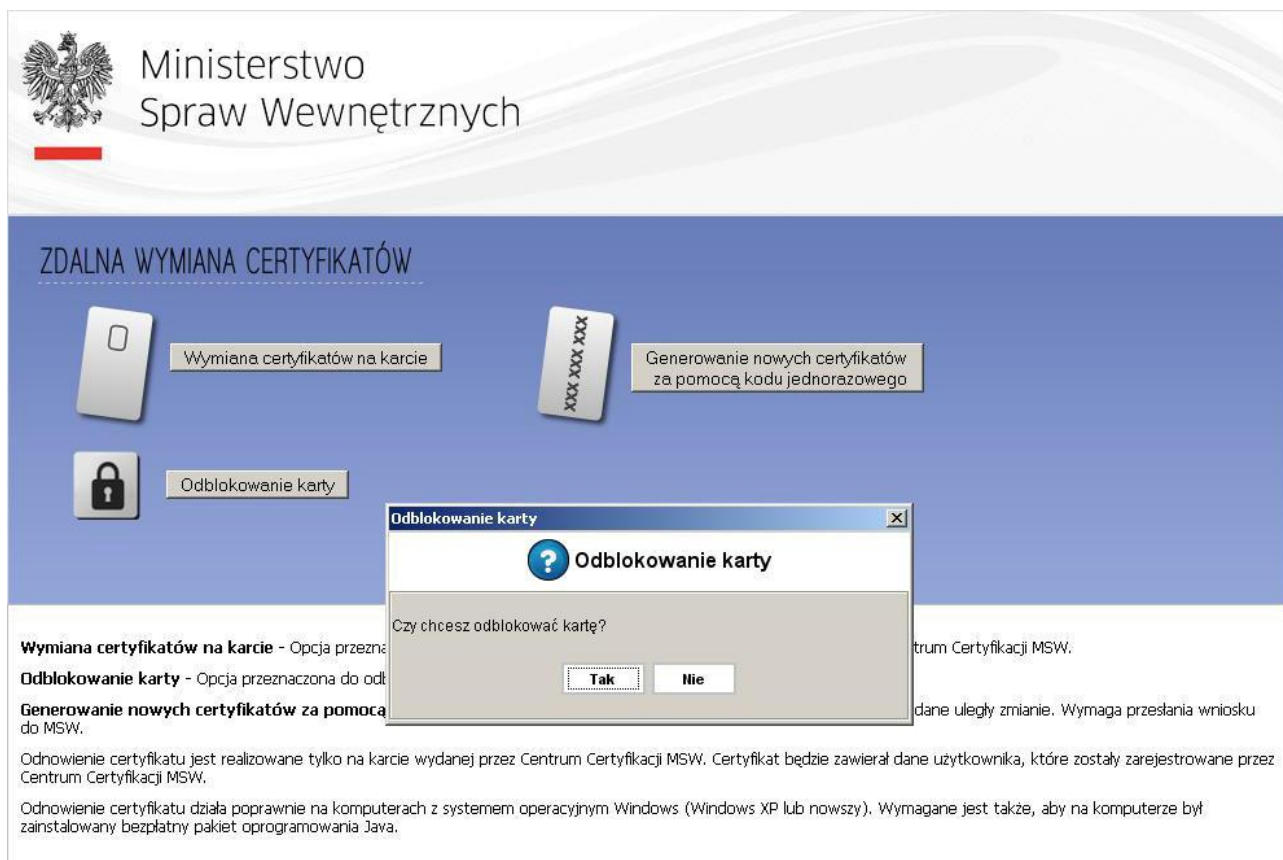 Ministerstwo
Spraw Wewnętrznych
ZDALNA WYMIANA CERTYFIKATÓW
Wymiana certyfikatów na karcie
XXX XXX XXX
Generowanie nowych certyfikatów
za pomocą kodu jednorazowego
Odblokowanie karty
Odblokowanie karty
Odblokowanie karty
Czy chcesz odblokować kartę?
Tak Nie
Wymiana certyfikatów na karcie - Opcja przezna trum Certyfikacji MSW.
Odblokowanie karty - Opcja przeznaczona do odb
Generowanie nowych certyfikatów za pomocą dane uległy zmianie. Wymaga przesłania wniosku
do MSW.
Odnowienie certyfikatu jest realizowane tylko na karcie wydanej przez Centrum Certyfikacji MSW. Certyfikat będzie zawierał dane użytkownika, które zostały zarejestrowane przez
Centrum Certyfikacji MSW.
Odnowienie certyfikatu działa poprawnie na komputerach z systemem operacyjnym Windows (Windows XP lub nowszy). Wymagane jest także, aby na komputerze był
zainstalowany bezpłatny pakiet oprogramowania Java.